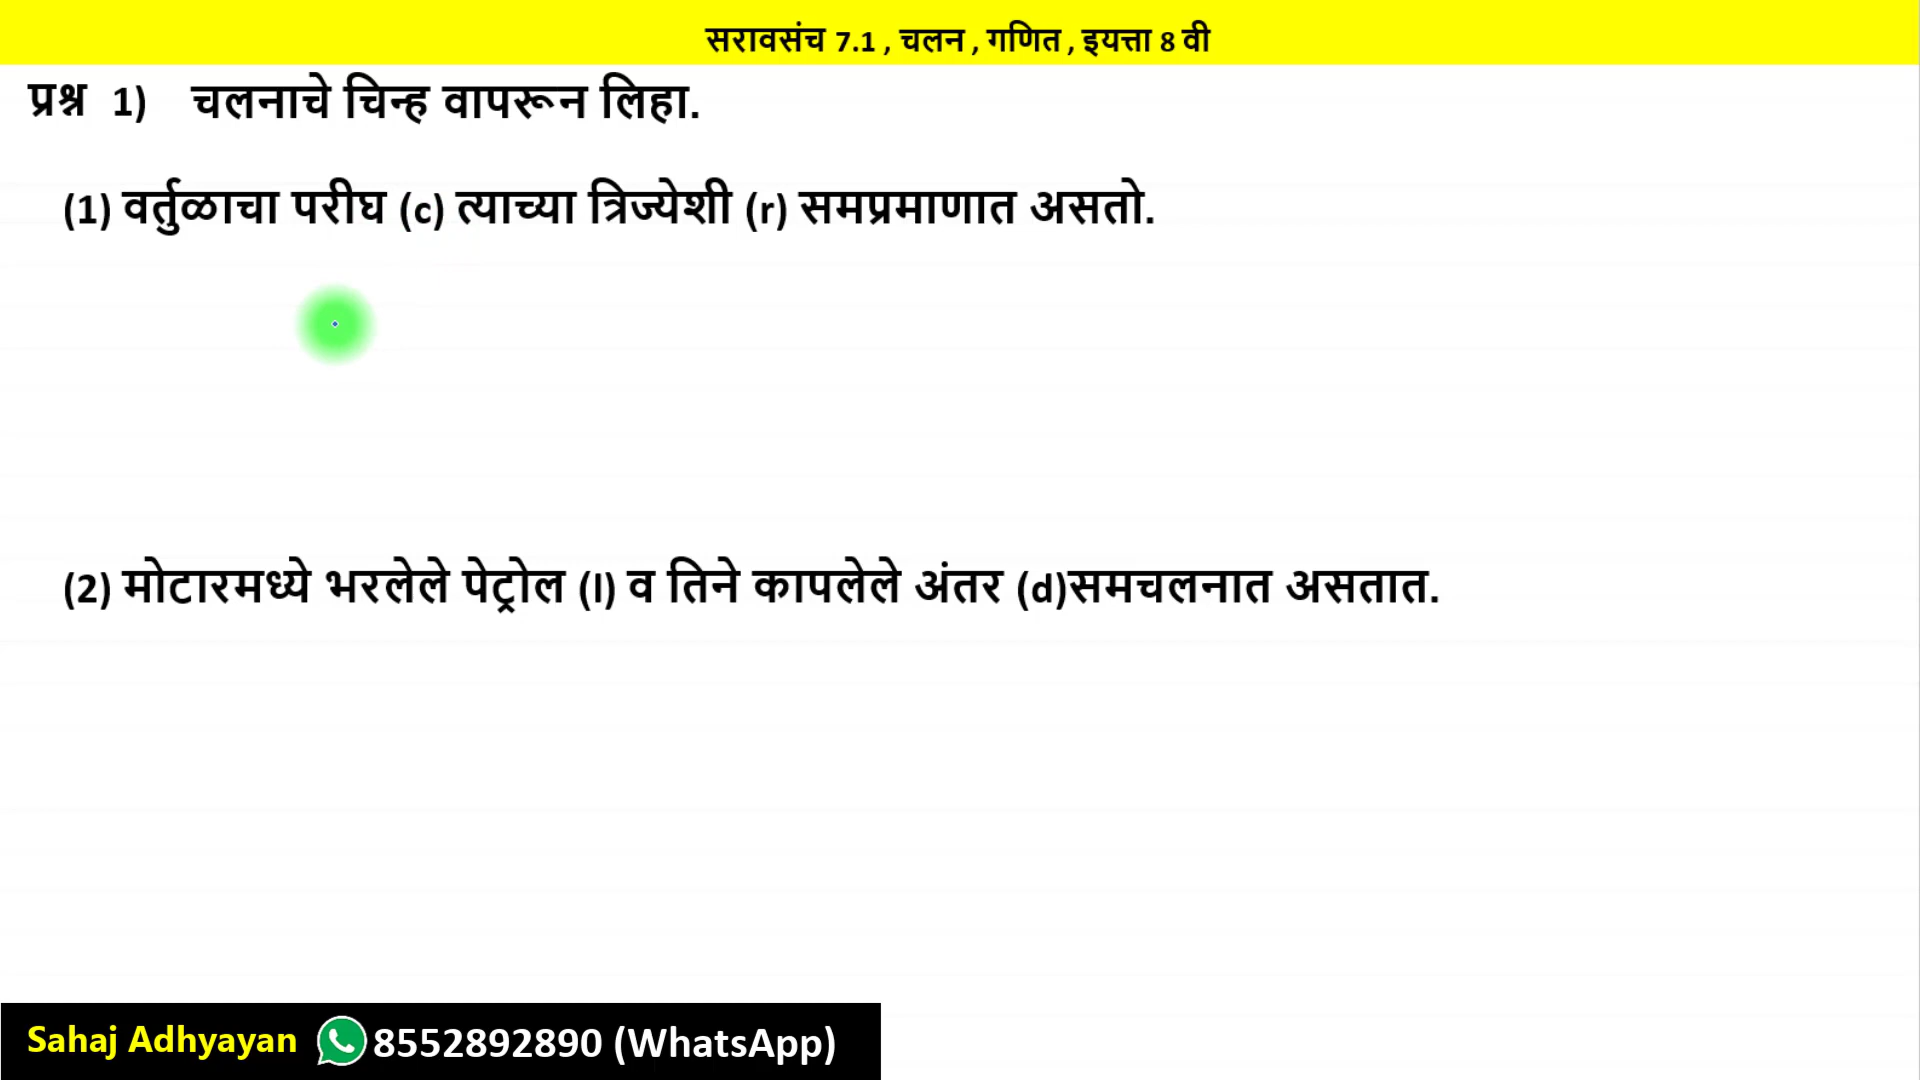 सरावसंच 7.1 , चलन , गणित , इयत्ता 8 वी
प्रश्न 1) चलनाचे चिन्ह वापरून लिहा.
(1) वर्तुळाचा परीघ (c) त्याच्या त्रिज्येशी (r) समप्रमाणात असतो.
(2) मोटारमध्ये भरलेले पेट्रोल (l) व तिने कापलेले अंतर (d)समचलनात असतात.
Sahaj Adhyayan 8552892890 (WhatsApp)